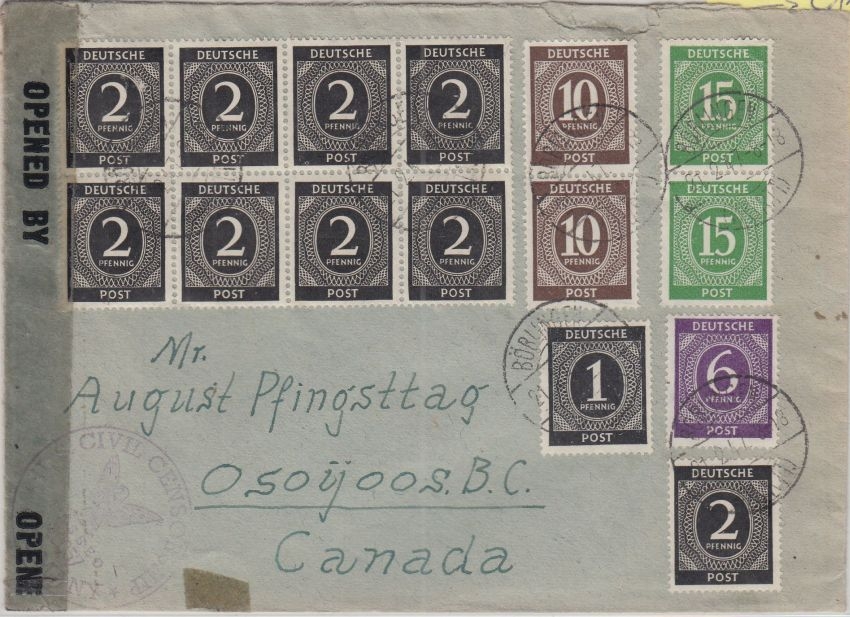 DEUTSCHE DEUTSCHE DEUTSCHE DEUTSCHE DEUTSCHE DEUTSCHE
2 2 2 2 10 15
PFENNIG PFENNIG PFENNIG PFENNIG PFENNIG PFENNIG
POST POST POST POST POST POST
DEUTSCHE DEUTSCHE DEUTSCHE DEUTSCHE
2 2 2 2 10 15
PFENNIG PFENNIG PFENNIG PFENNIG PFENNIG PFENNIG
POST POST POST POST POST POST
DEUTSCHE DEUTSCHE
1 6
PFENNIG PFENNIG
POST POST
DEUTSCHE
2
PFENNIG
POST
OPENED BY
OPENE
Mr.
August Pfingsttag
Osoyoos. B.C.
Canada
CIVIL CENSORSHIP